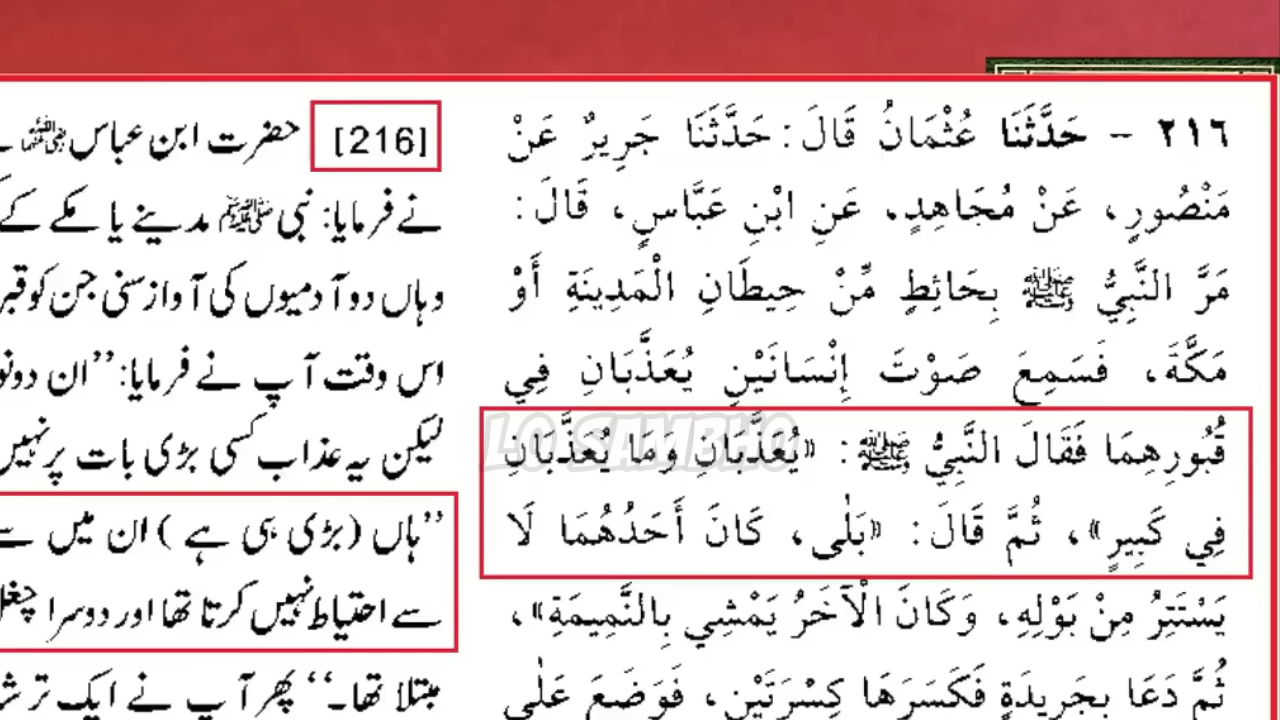 ٢١٦ - حَدَّثَنَا عُثْمَانُ قَالَ: حَدَّثَنَا جَرِيرٌ عَنْ
مَنْصُورٍ، عَنْ مُجَاهِدٍ، عَنِ ابْنِ عَبَّاسٍ، قَالَ:
مَرَّ النَّبِيُّ ﷺ بِحَائِطٍ مِّنْ حِيطَانِ الْمَدِينَةِ أَوْ
مَكَّةَ، فَسَمِعَ صَوْتَ إِنْسَانَيْنِ يُعَذَّبَانِ فِي
قُبُورِهِمَا فَقَالَ النَّبِيُّ ﷺ: «يُعَذَّبَانِ وَمَا يُعَذَّبَانِ
فِي كَبِيرٍ»، ثُمَّ قَالَ: «بَلٰى، كَانَ أَحَدُهُمَا لَا
يَسْتَتِرُ مِنْ بَوْلِهِ، وَكَانَ الْآخَرُ يَمْشِي بِالنَّمِيمَةِ»،
ثُمَّ دَعَا بِجَرِيدَةٍ فَكَسَرَهَا كِسْرَتَيْنِ، فَوَضَعَ عَلٰى
[216] حضرت ابن عباس ؓ
نے فرمایا: نبی ﷺ مدینے یا مکے کے
وہاں دو آدمیوں کی آواز سنی جن کو قبر
اس وقت آپ نے فرمایا: ’’ان دونو
لیکن یہ عذاب کسی بڑی بات پر نہیں
’’ہاں (بڑی ہی ہے) ان میں سے
سے احتیاط نہیں کرتا تھا اور دوسرا چغل
مبتلا تھا۔‘‘ پھر آپ نے ایک تر
LO SAMBHO